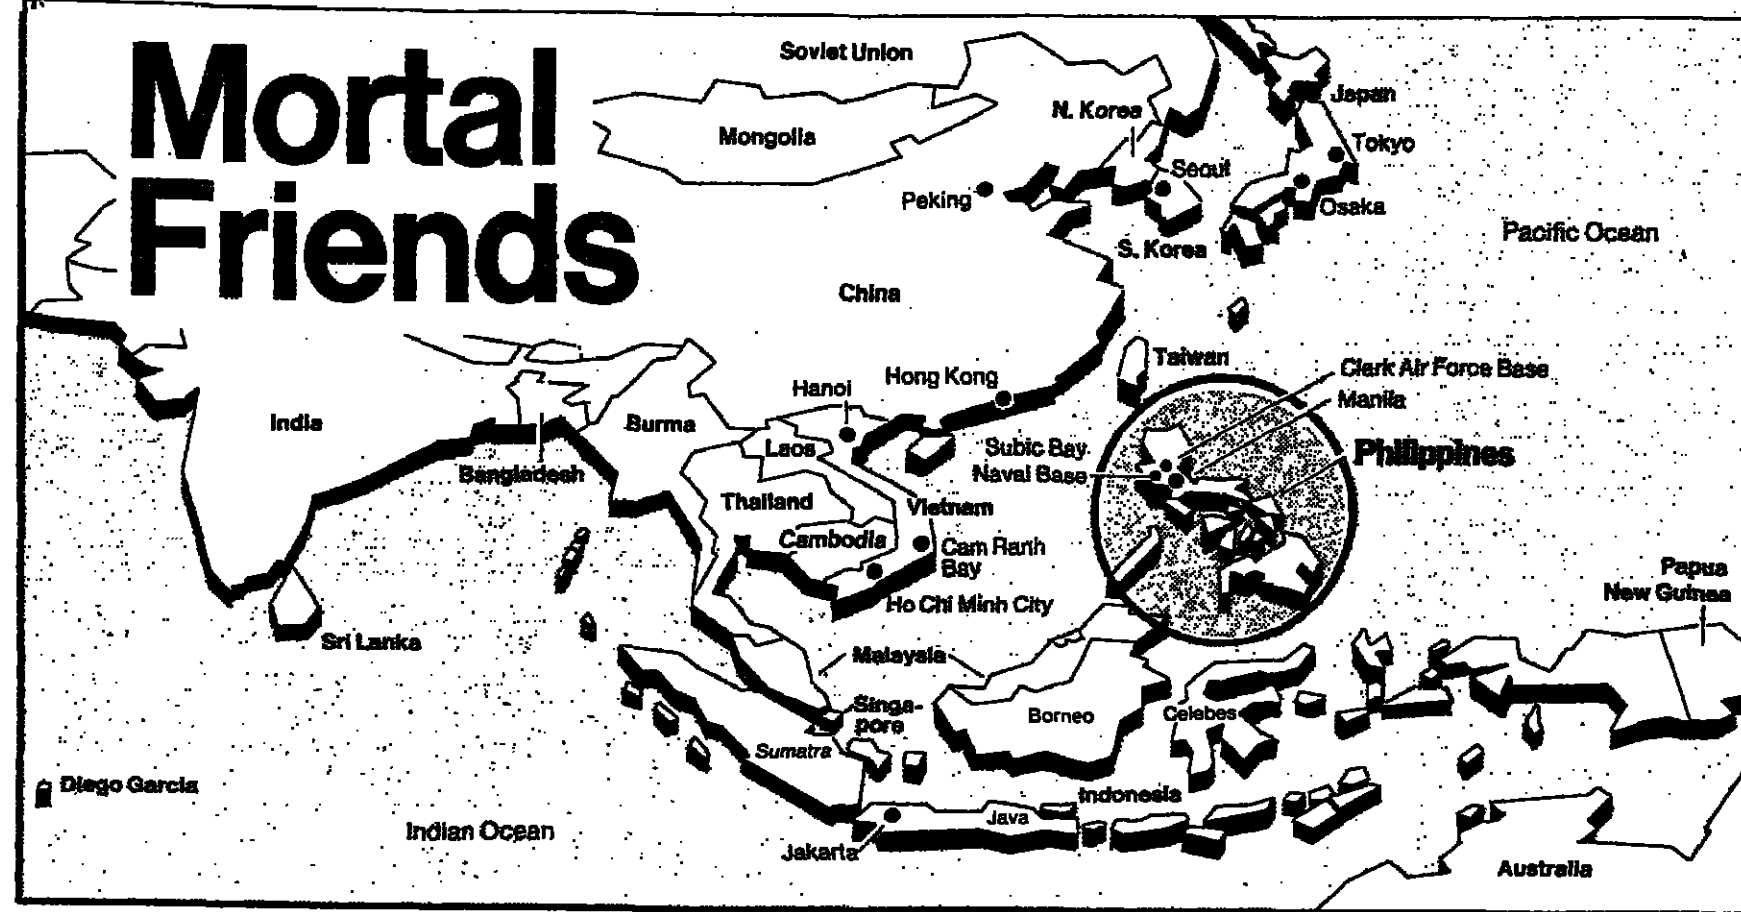 Mortal
Friends
Soviet Union
Mongolia
N. Korea
Japan
Tokyo
Seoul
Peking
Osaka
S. Korea
Pacific Ocean
China
Taiwan
Clark Air Force Base
Hong Kong
Hanoi
Manila
India
Burma
Laos
Subic Bay
Naval Base
Philippines
Bangladesh
Thailand
Vietnam
Cambodia
Cam Ranh
Bay
Papua
New Guinea
Ho Chi Minh City
Sri Lanka
Malaysia
Singa-
pore
Borneo
Celebes
Sumatra
Diego Garcia
Indonesia
Java
Indian Ocean
Jakarta
Australia